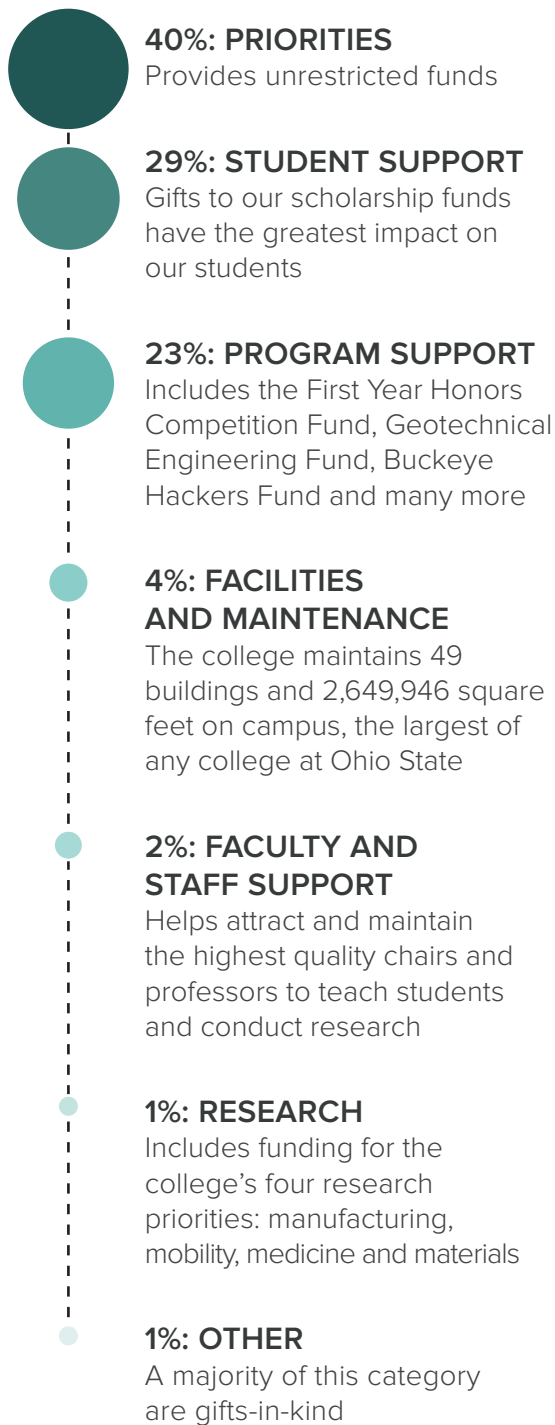 40%: PRIORITIES
Provides unrestricted funds
29%: STUDENT SUPPORT
Gifts to our scholarship funds
have the greatest impact on
our students
23%: PROGRAM SUPPORT
Includes the First Year Honors
Competition Fund, Geotechnical
Engineering Fund, Buckeye
Hackers Fund and many more
4%: FACILITIES
AND MAINTENANCE
The college maintains 49
buildings and 2,649,946 square
feet on campus, the largest of
any college at Ohio State
2%: FACULTY AND
STAFF SUPPORT
Helps attract and maintain
the highest quality chairs and
professors to teach students
and conduct research
1%: RESEARCH
Includes funding for the
college’s four research
priorities: manufacturing,
mobility, medicine and materials
1%: OTHER
A majority of this category
are gifts-in-kind